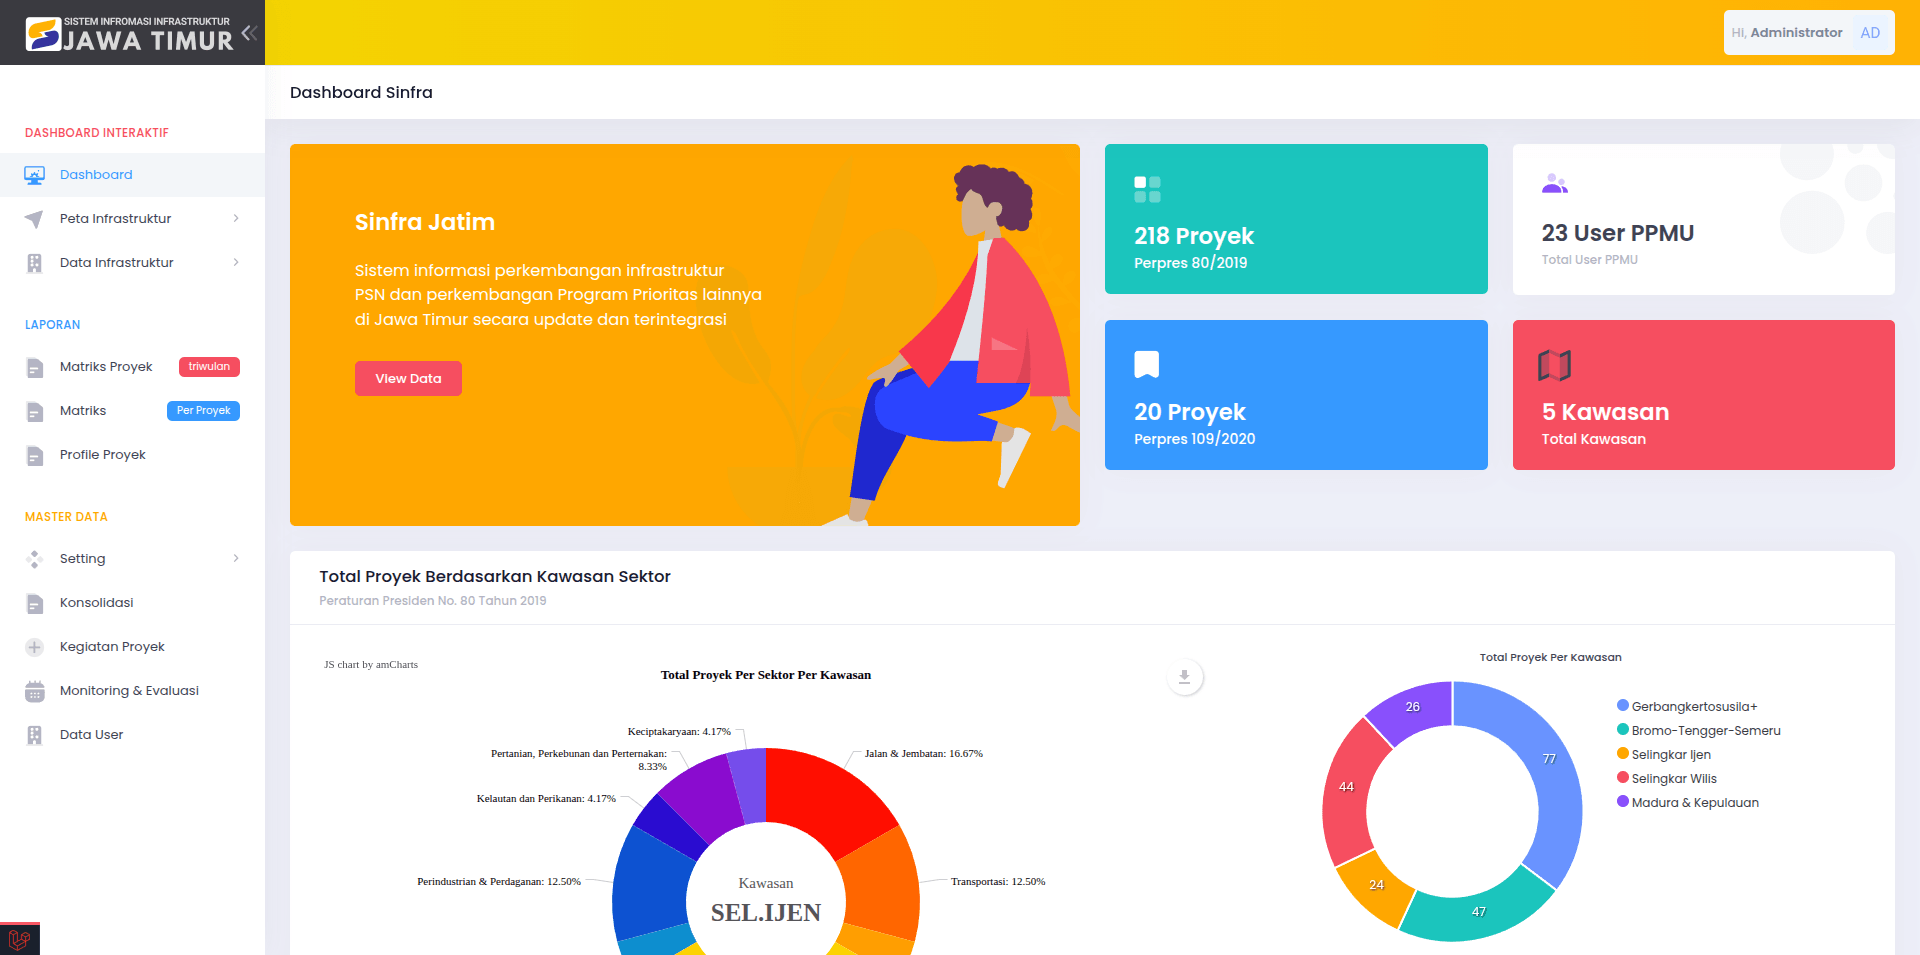 SISTEM INFROMASI INFRASTRUKTUR
JAWA TIMUR
Hi, Administrator AD
Dashboard Sinfra
DASHBOARD INTERAKTIF
Dashboard
Peta Infrastruktur
Data Infrastruktur
LAPORAN
Matriks Proyek triwulan
Matriks Per Proyek
Profile Proyek
MASTER DATA
Setting
Konsolidasi
Kegiatan Proyek
Monitoring & Evaluasi
Data User
Sinfra Jatim
Sistem informasi perkembangan infrastruktur
PSN dan perkembangan Program Prioritas lainnya
di Jawa Timur secara update dan terintegrasi
View Data
218 Proyek
Perpres 80/2019
23 User PPMU
Total User PPMU
20 Proyek
Perpres 109/2020
5 Kawasan
Total Kawasan
Total Proyek Berdasarkan Kawasan Sektor
Peraturan Presiden No. 80 Tahun 2019
JS chart by amCharts
Total Proyek Per Sektor Per Kawasan
Keciptakaryaan: 4.17%
Pertanian, Perkebunan dan Perternakan:
8.33%
Jalan & Jembatan: 16.67%
Kelautan dan Perikanan: 4.17%
Perindustrian & Perdaganan: 12.50%
Transportasi: 12.50%
Kawasan
SEL.IJEN
Total Proyek Per Kawasan
26
77
44
24
47
Gerbangkertosusila+
Bromo-Tengger-Semeru
Selingkar Ijen
Selingkar Wilis
Madura & Kepulauan